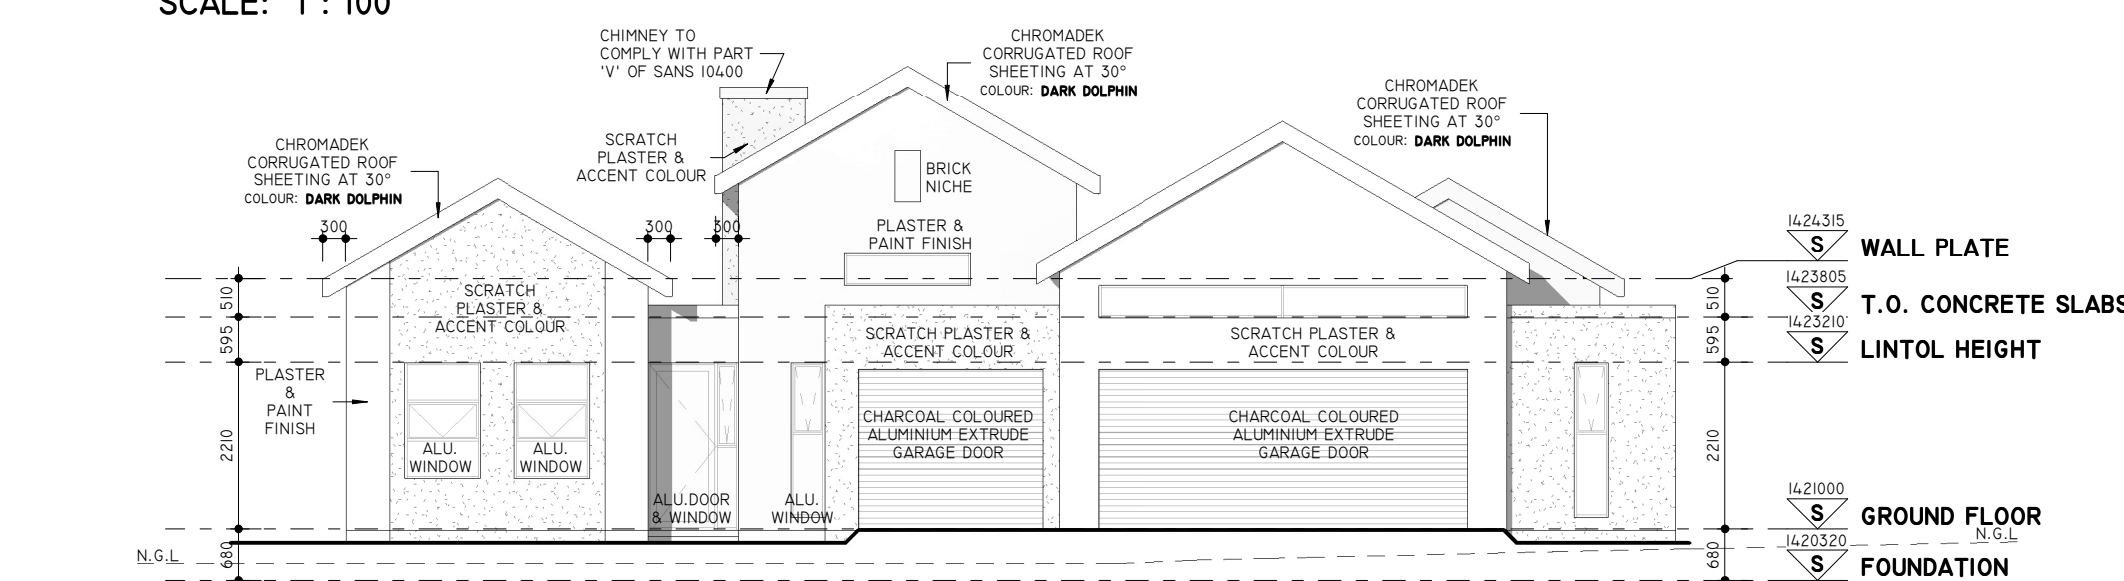 SCALE: 1 : 100
CHIMNEY TO
COMPLY WITH PART
'V' OF SANS 10400
CHROMADEK
CORRUGATED ROOF
SHEETING AT 30°
COLOUR: DARK DOLPHIN
CHROMADEK
CORRUGATED ROOF
SHEETING AT 30°
COLOUR: DARK DOLPHIN
CHROMADEK
CORRUGATED ROOF
SHEETING AT 30°
COLOUR: DARK DOLPHIN
SCRATCH
PLASTER &
ACCENT COLOUR
BRICK
NICHE
PLASTER &
PAINT FINISH
300
300
300
1424315
S
WALL PLATE
1423805
S
T.O. CONCRETE SLABS
1423210
S
LINTOL HEIGHT
510
595
2210
680
510
595
2210
680
SCRATCH
PLASTER &
ACCENT COLOUR
SCRATCH PLASTER &
ACCENT COLOUR
SCRATCH PLASTER &
ACCENT COLOUR
PLASTER
&
PAINT
FINISH
ALU.
WINDOW
ALU.
WINDOW
CHARCOAL COLOURED
ALUMINIUM EXTRUDE
GARAGE DOOR
CHARCOAL COLOURED
ALUMINIUM EXTRUDE
GARAGE DOOR
ALU.DOOR
& WINDOW
ALU.
WINDOW
1421000
S
GROUND FLOOR
N.G.L
N.G.L
1420320
S
FOUNDATION